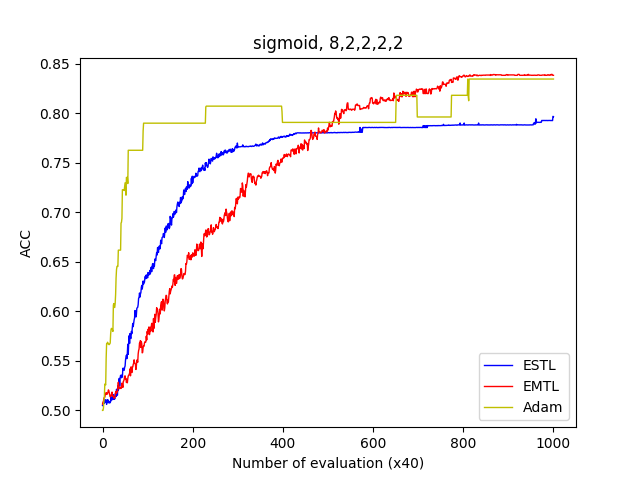 sigmoid, 8,2,2,2,2
ACC
0.85
0.80
0.75
0.70
0.65
0.60
0.55
0.50
0 200 400 600 800 1000
Number of evaluation (x40)
ESTL
EMTL
Adam